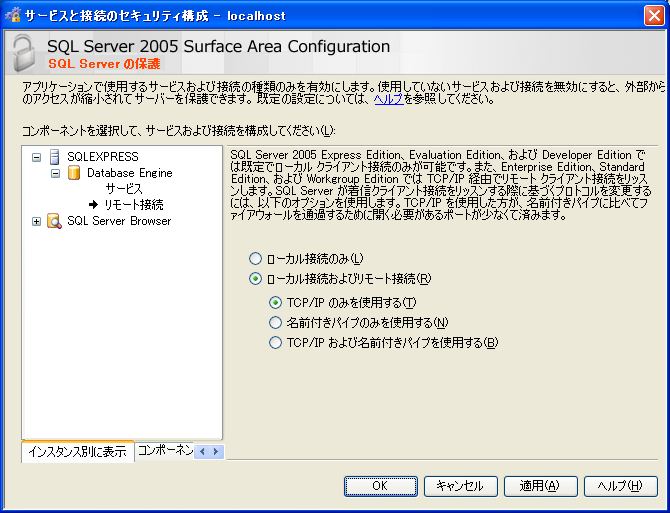 サービスと接続のセキュリティ構成 - localhost
SQL Server 2005 Surface Area Configuration
SQL Server の保護
アプリケーションで使用するサービスおよび接続の種類のみを有効にします。使用していないサービスおよび接続を無効にすると、外部から
のアクセスが縮小されてサーバーを保護できます。既定の設定については、ヘルプを参照してください。
コンポーネントを選択して、サービスおよび接続を構成してください(L):
SQLEXPRESS
Database Engine
サービス
リモート接続
SQL Server Browser
SQL Server 2005 Express Edition、Evaluation Edition、および Developer Edition で
は既定でローカル クライアント接続のみが可能です。また、Enterprise Edition、Standard
Edition、および Workgroup Edition では TCP/IP 経由でリモート クライアント接続をリッス
ンします。SQL Server が着信クライアント接続をリッスンする際に基づくプロトコルを変更する
には、以下のオプションを使用します。TCP/IP を使用した方が、名前付きパイプに比べてフ
ァイアウォールを通過するために開く必要があるポートが少なくて済みます。
ローカル接続のみ(L)
ローカル接続およびリモート接続(R)
TCP/IP のみを使用する(T)
名前付きパイプのみを使用する(N)
TCP/IP および名前付きパイプを使用する(B)
インスタンス別に表示
コンポーネン
OK
キャンセル
適用(A)
ヘルプ(H)